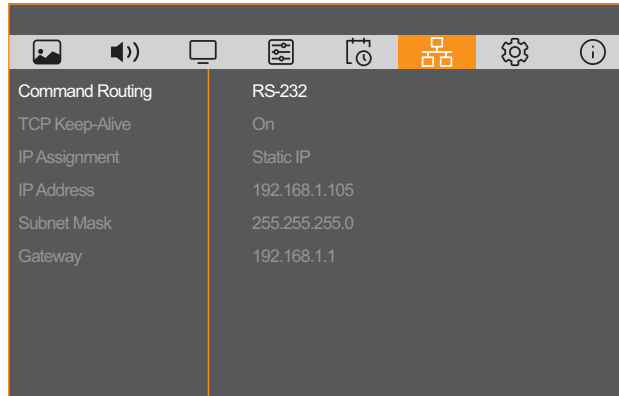 Command Routing RS-232
TCP Keep-Alive On
IP Assignment Static IP
IP Address 192.168.1.105
Subnet Mask 255.255.255.0
Gateway 192.168.1.1